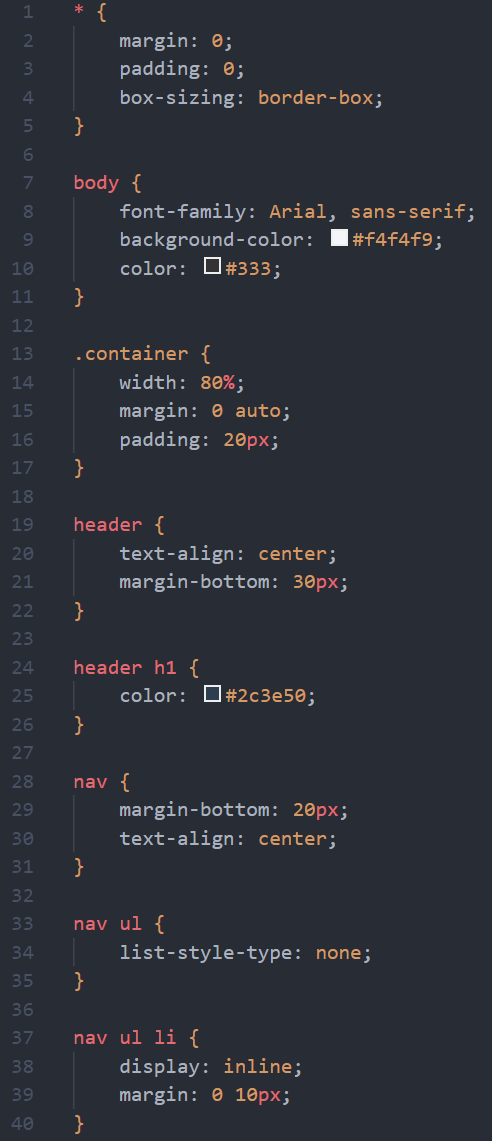 1 * {
2     margin: 0;
3     padding: 0;
4     box-sizing: border-box;
5 }
6
7 body {
8     font-family: Arial, sans-serif;
9     background-color: #f4f4f9;
10     color: #333;
11 }
12
13 .container {
14     width: 80%;
15     margin: 0 auto;
16     padding: 20px;
17 }
18
19 header {
20     text-align: center;
21     margin-bottom: 30px;
22 }
23
24 header h1 {
25     color: #2c3e50;
26 }
27
28 nav {
29     margin-bottom: 20px;
30     text-align: center;
31 }
32
33 nav ul {
34     list-style-type: none;
35 }
36
37 nav ul li {
38     display: inline;
39     margin: 0 10px;
40 }